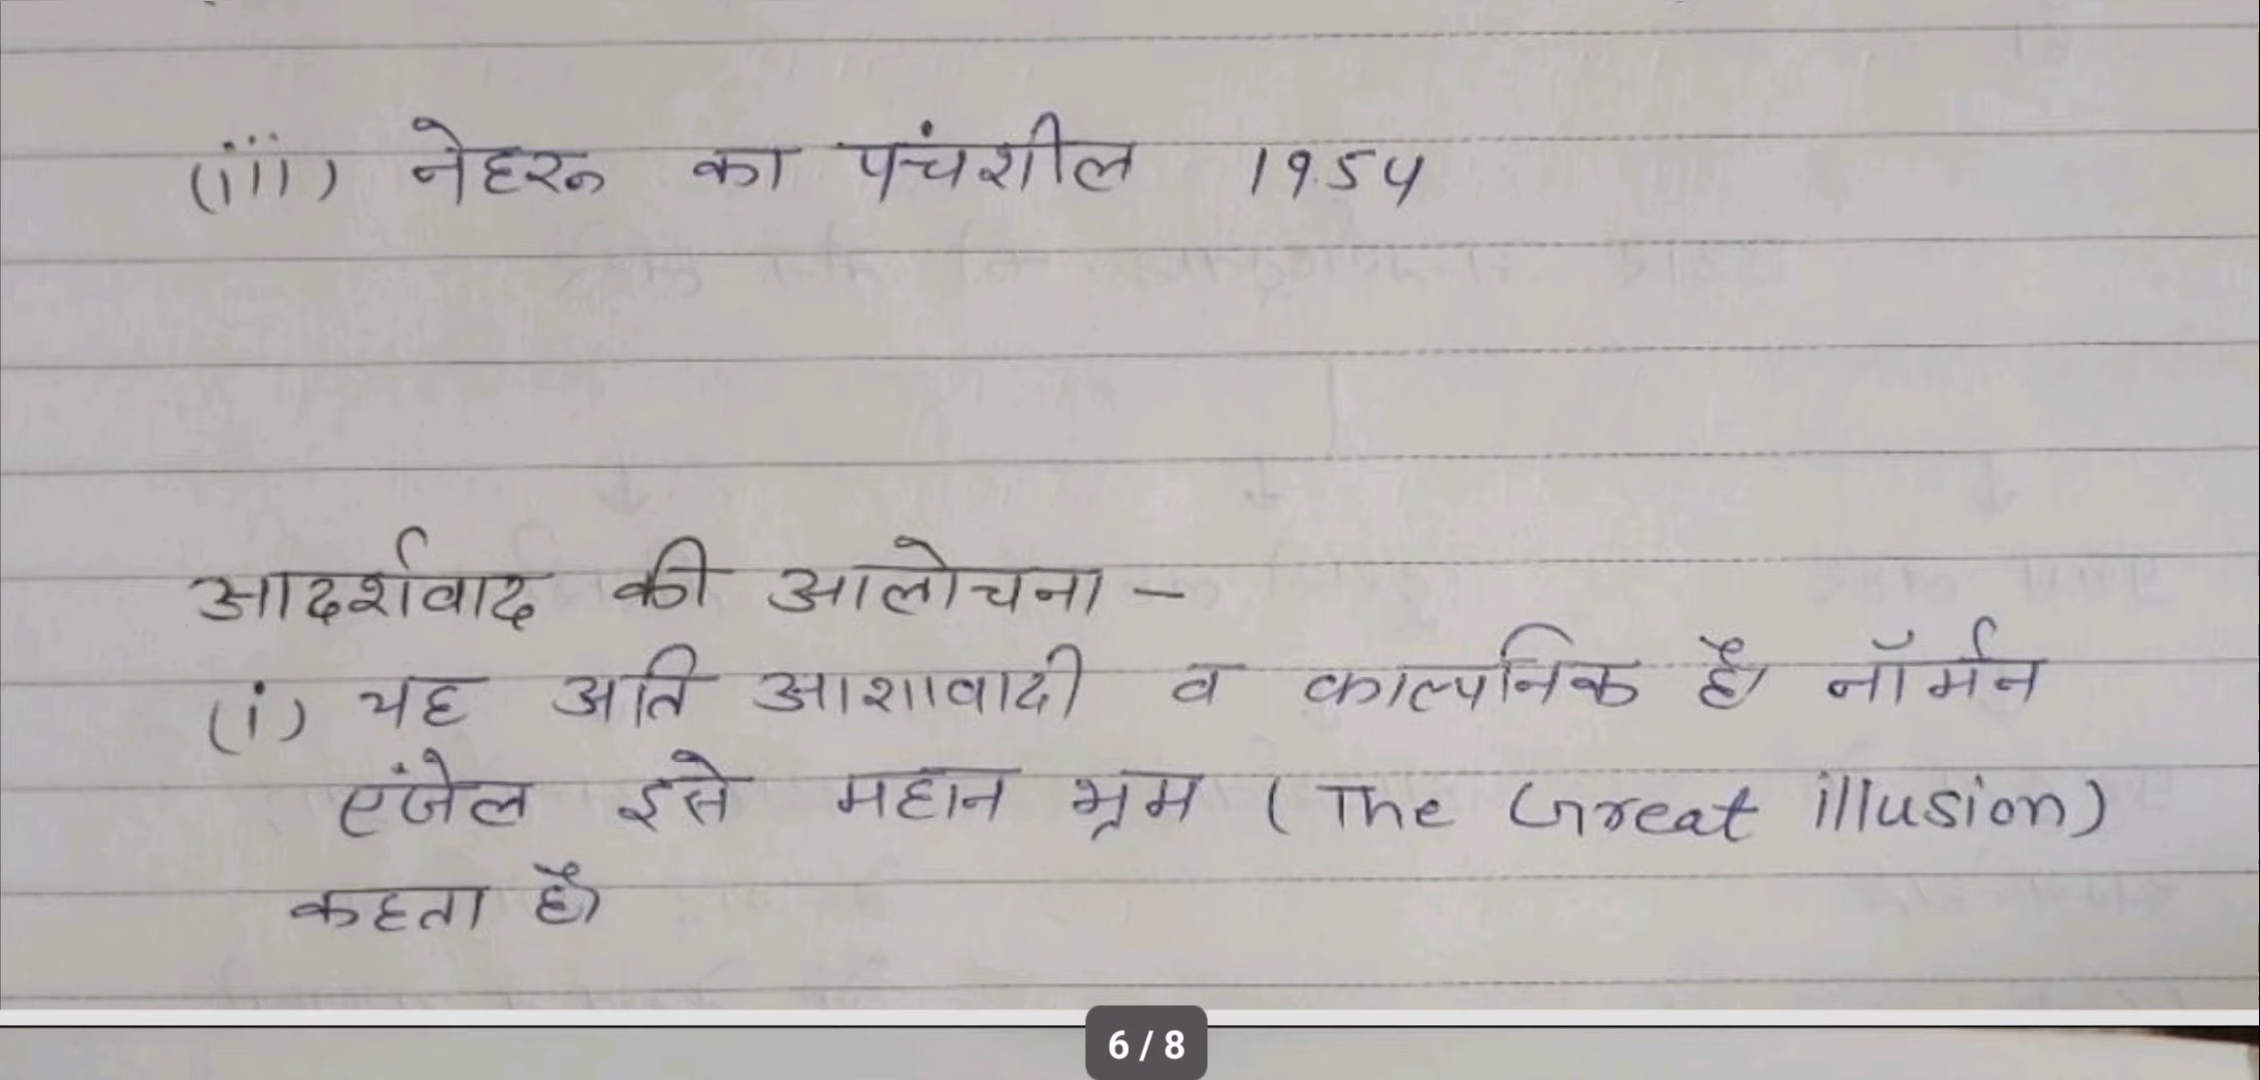 (iii) नेहरू का पंचशील 1954
आदर्शवाद की आलोचना -
(i) यह अति आशावादी व काल्पनिक है। नॉर्मन
एंजेल इसे महान भ्रम (The Great illusion)
कहता है।
6 / 8